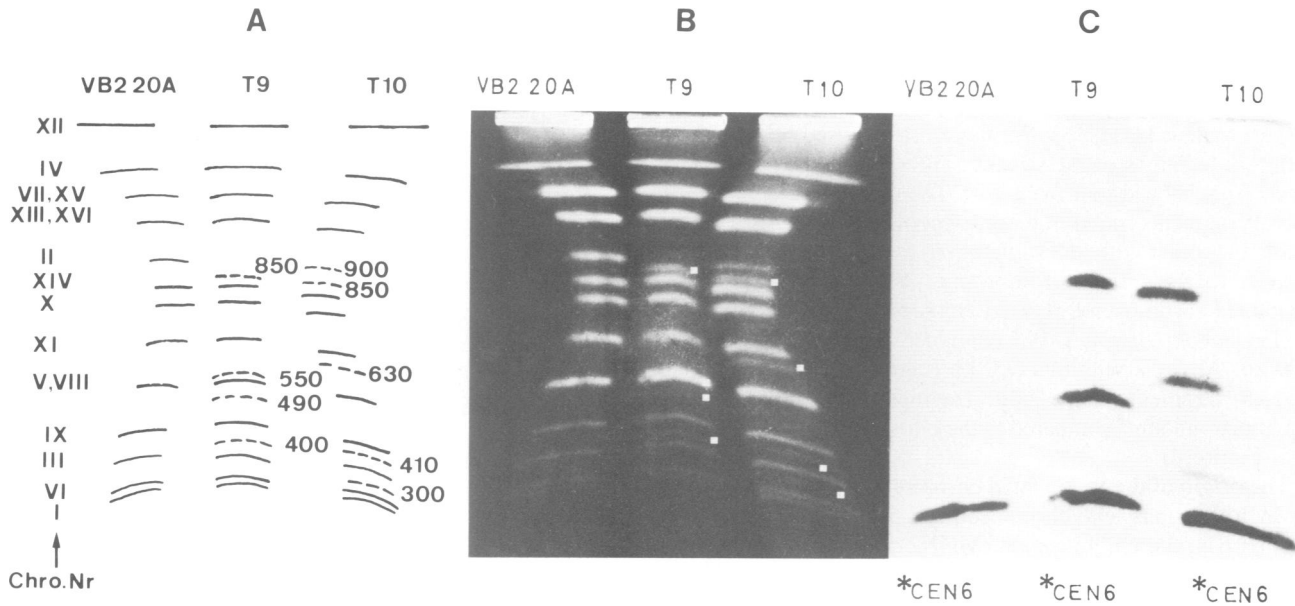 A
B
C
VB2 20A T9 T10
VB2 20A T9 T10
VB2 20A T9 T10
XII
IV
VII,XV
XIII,XVI
II
XIV
X
XI
V,VIII
IX
III
VI
I
Chro.Nr
850
550
490
400
900
850
630
410
300
*CEN6 *CEN6 *CEN6